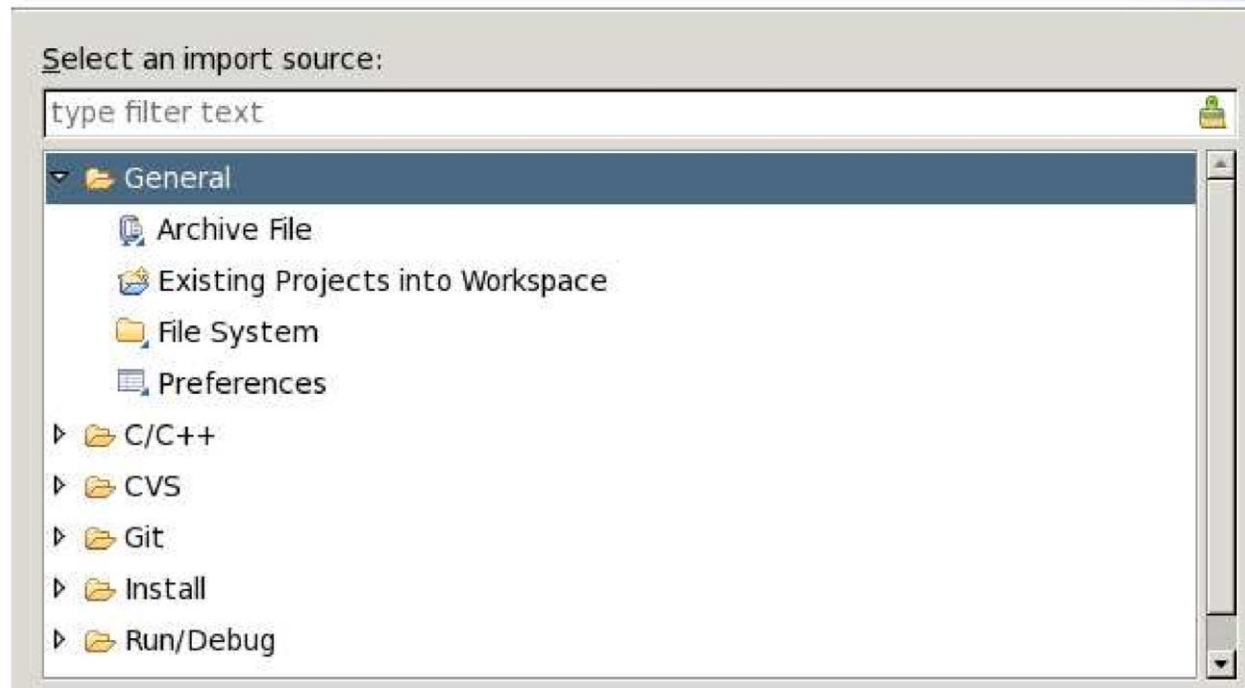 Select an import source:
type filter text
General
Archive File
Existing Projects into Workspace
File System
Preferences
C/C++
CVS
Git
Install
Run/Debug